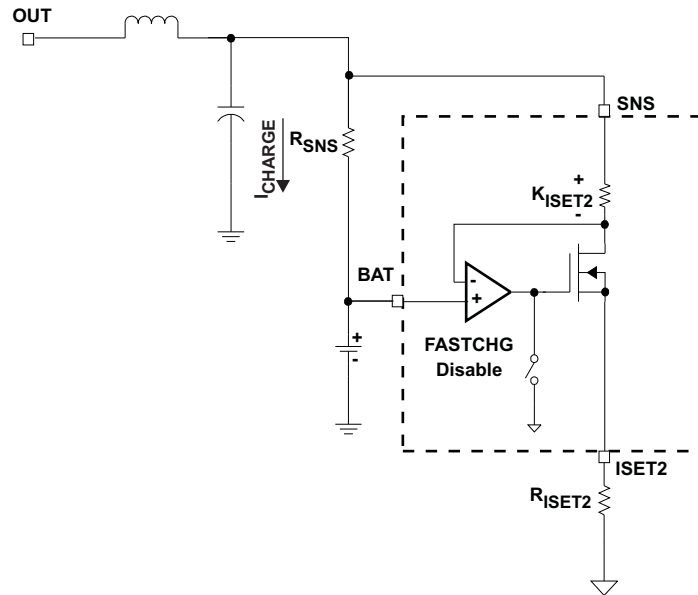 OUT
SNS
ICHARGE
RSNS
+
KISET2
-
BAT
-
+
FASTCHG
Disable
+
-
ISET2
RISET2